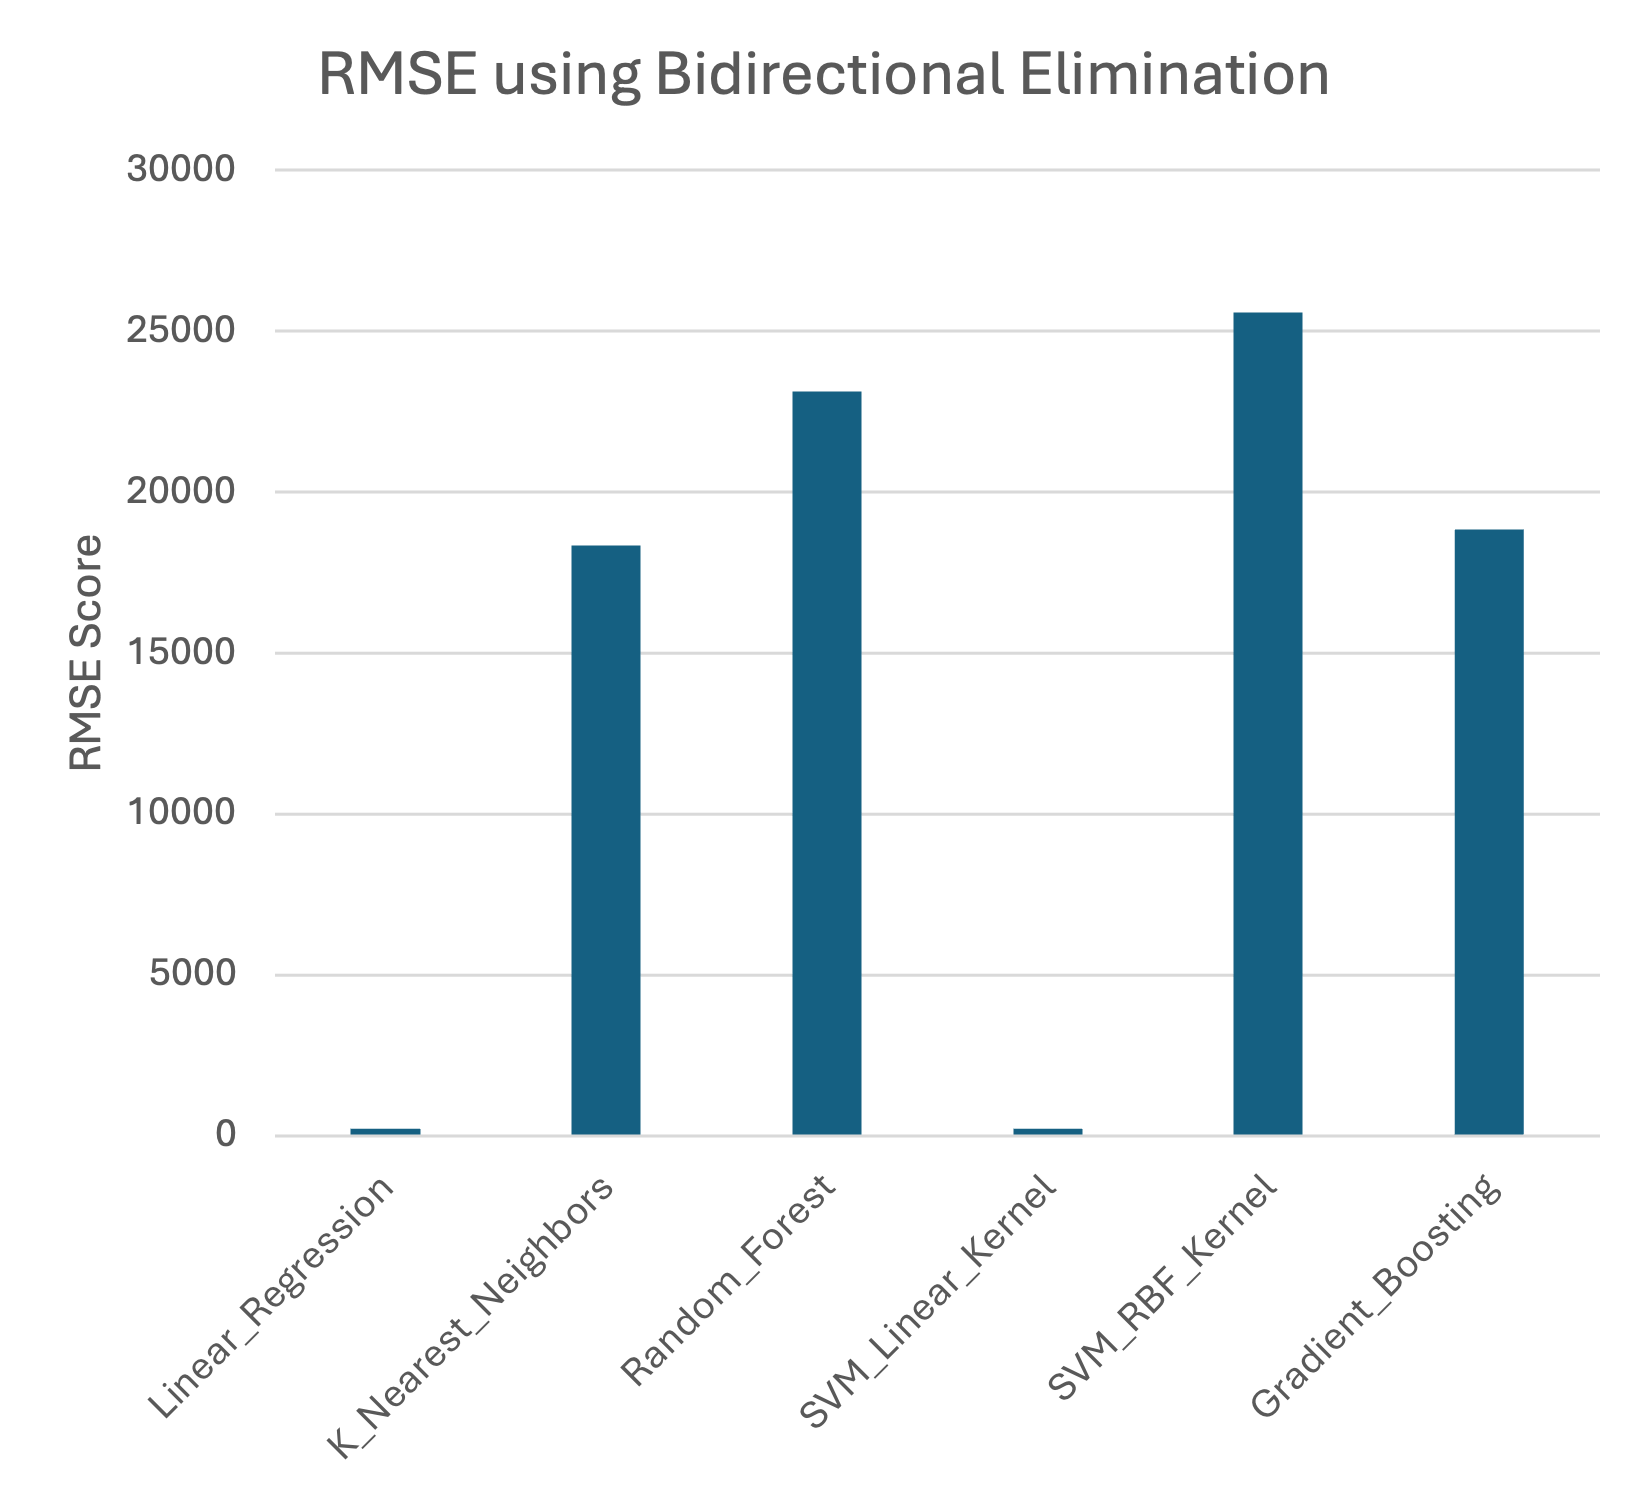 RMSE using Bidirectional Elimination
30000
25000
20000
15000
10000
5000
0
RMSE Score
Linear_Regression
K_Nearest_Neighbors
Random_Forest
SVM_Linear_Kernel
SVM_RBF_Kernel
Gradient_Boosting